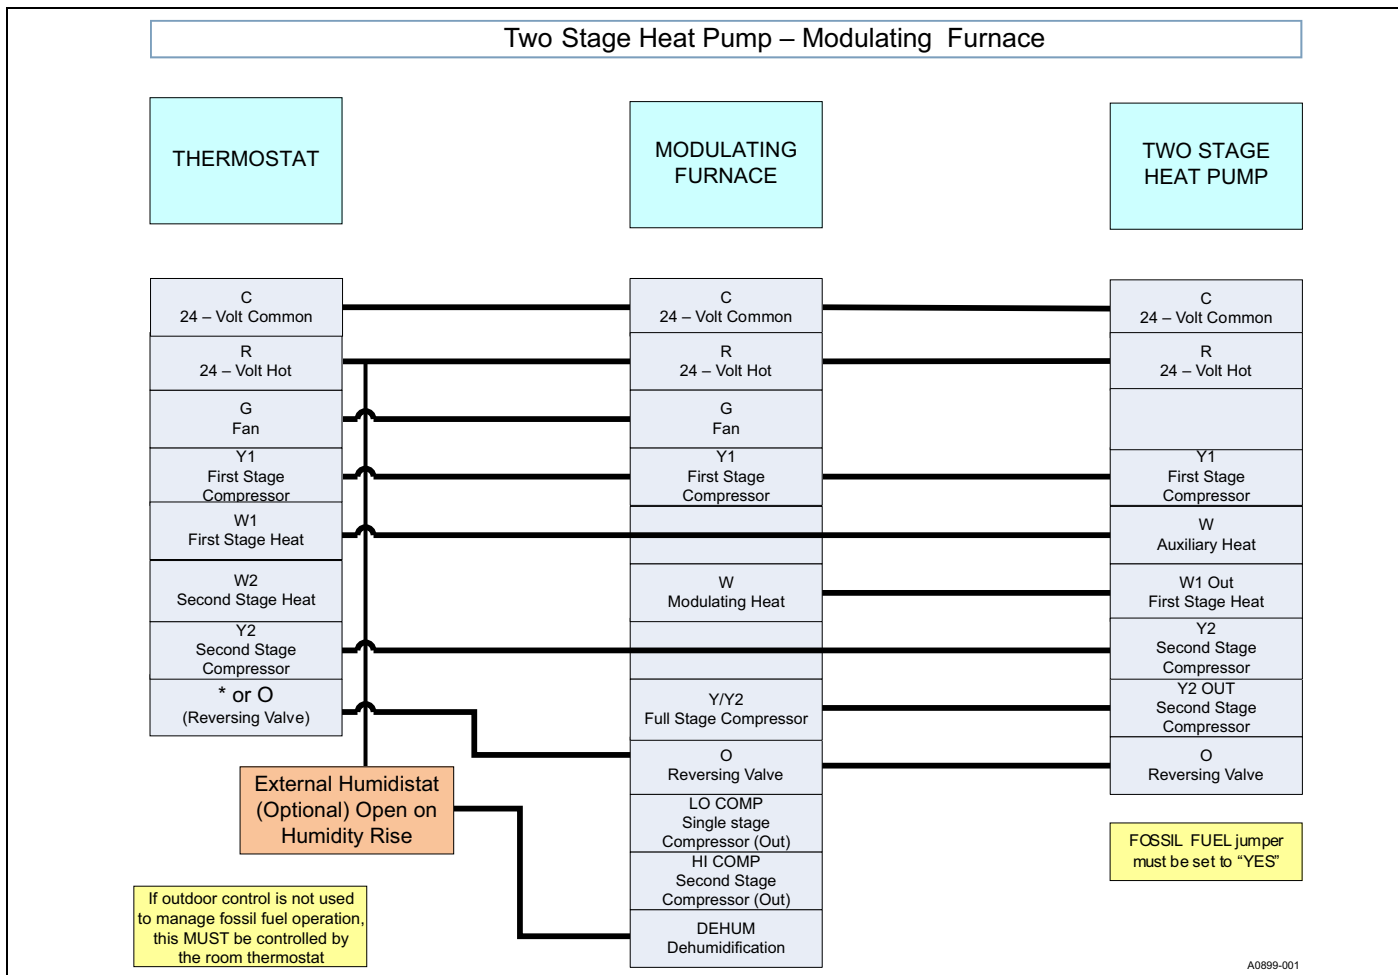 Two Stage Heat Pump – Modulating Furnace
THERMOSTAT
MODULATING
FURNACE
TWO STAGE
HEAT PUMP
C
24 – Volt Common
R
24 – Volt Hot
G
Fan
Y1
First Stage
Compressor
W1
First Stage Heat
W2
Second Stage Heat
Y2
Second Stage
Compressor
* or O
(Reversing Valve)
External Humidistat
(Optional) Open on
Humidity Rise
If outdoor control is not used
to manage fossil fuel operation,
this MUST be controlled by
the room thermostat
C
24 – Volt Common
R
24 – Volt Hot
G
Fan
Y1
First Stage
Compressor
W
Modulating Heat
Y/Y2
Full Stage Compressor
O
Reversing Valve
LO COMP
Single stage
Compressor (Out)
HI COMP
Second Stage
Compressor (Out)
DEHUM
Dehumidification
C
24 – Volt Common
R
24 – Volt Hot
Y1
First Stage
Compressor
W
Auxiliary Heat
W1 Out
First Stage Heat
Y2
Second Stage
Compressor
Y2 OUT
Second Stage
Compressor
O
Reversing Valve
FOSSIL FUEL jumper
must be set to “YES”
A0899-001